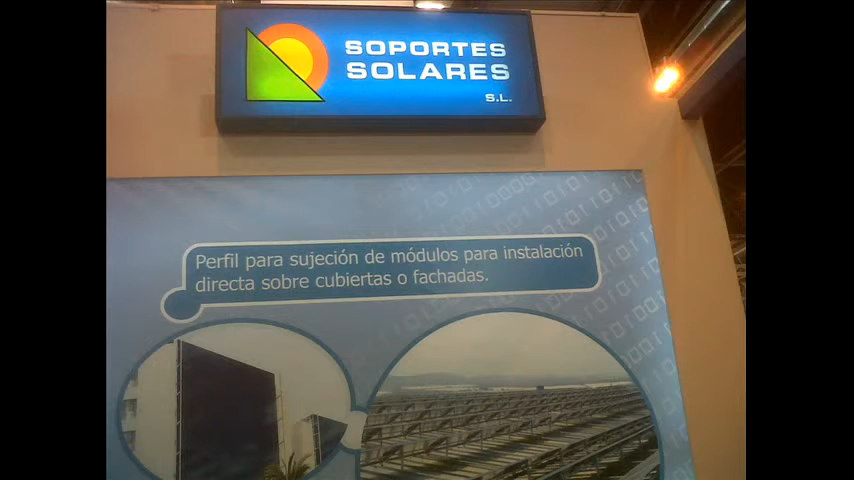 SOPORTES
SOLARES
S.L.
Perfil para sujeción de módulos para instalación
directa sobre cubiertas o fachadas.